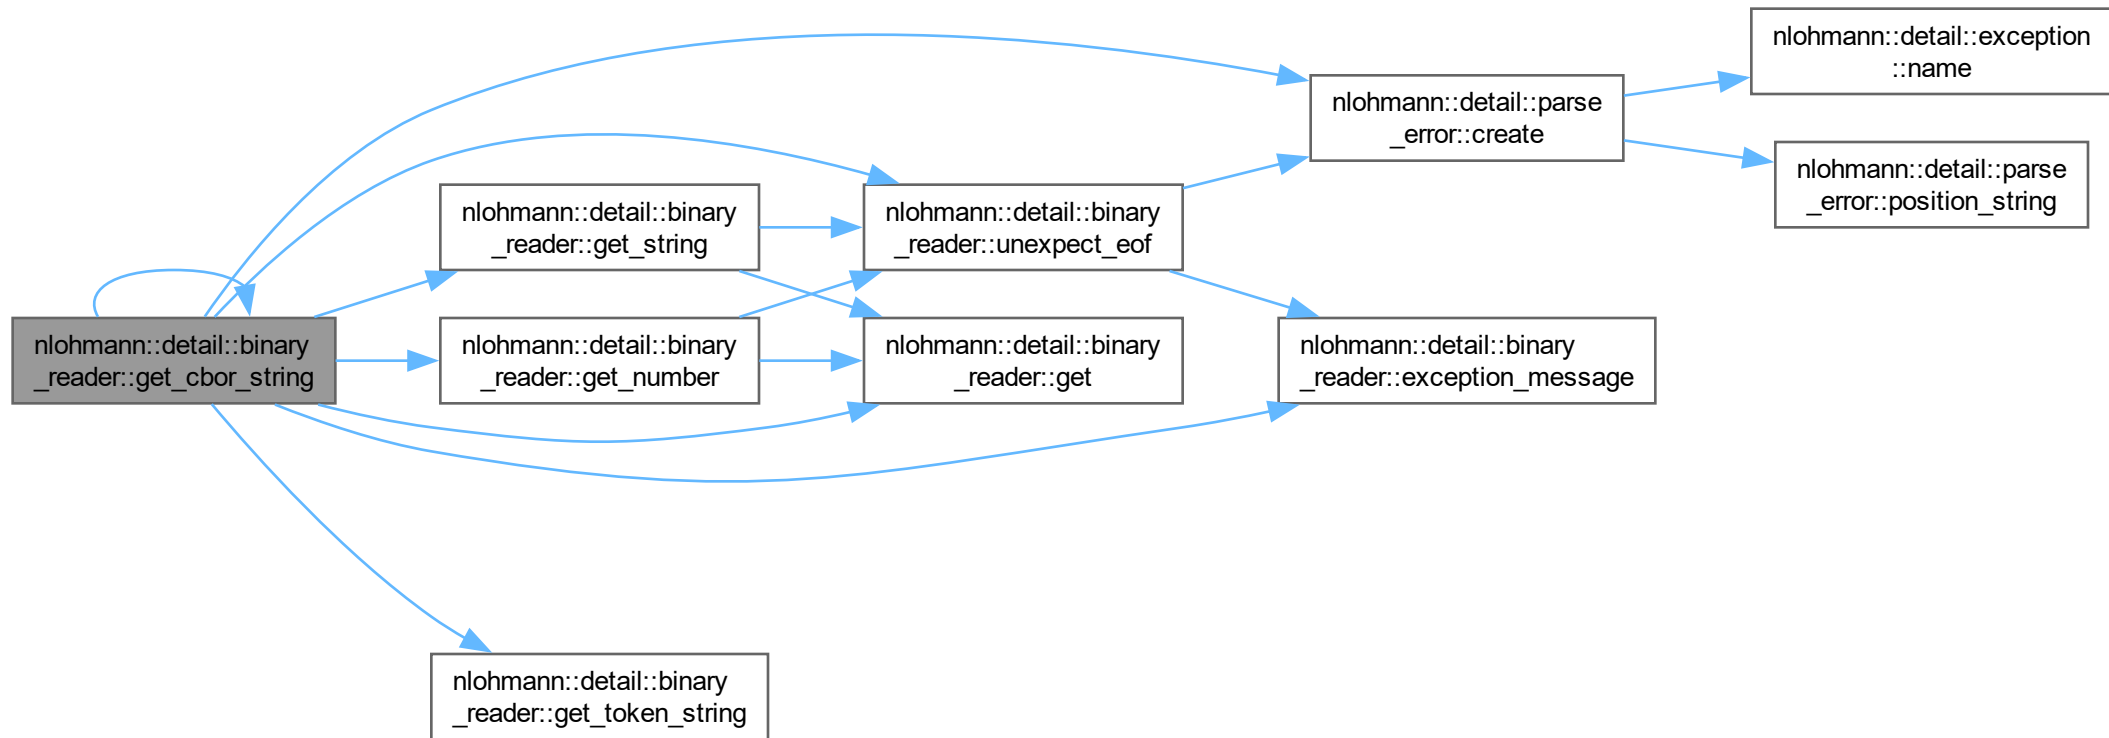 nlohmann::detail::exception
::name
nlohmann::detail::parse
_error::create
nlohmann::detail::parse
_error::position_string
nlohmann::detail::binary
_reader::get_string
nlohmann::detail::binary
_reader::unexpect_eof
nlohmann::detail::binary
_reader::get_cbor_string
nlohmann::detail::binary
_reader::get_number
nlohmann::detail::binary
_reader::get
nlohmann::detail::binary
_reader::exception_message
nlohmann::detail::binary
_reader::get_token_string